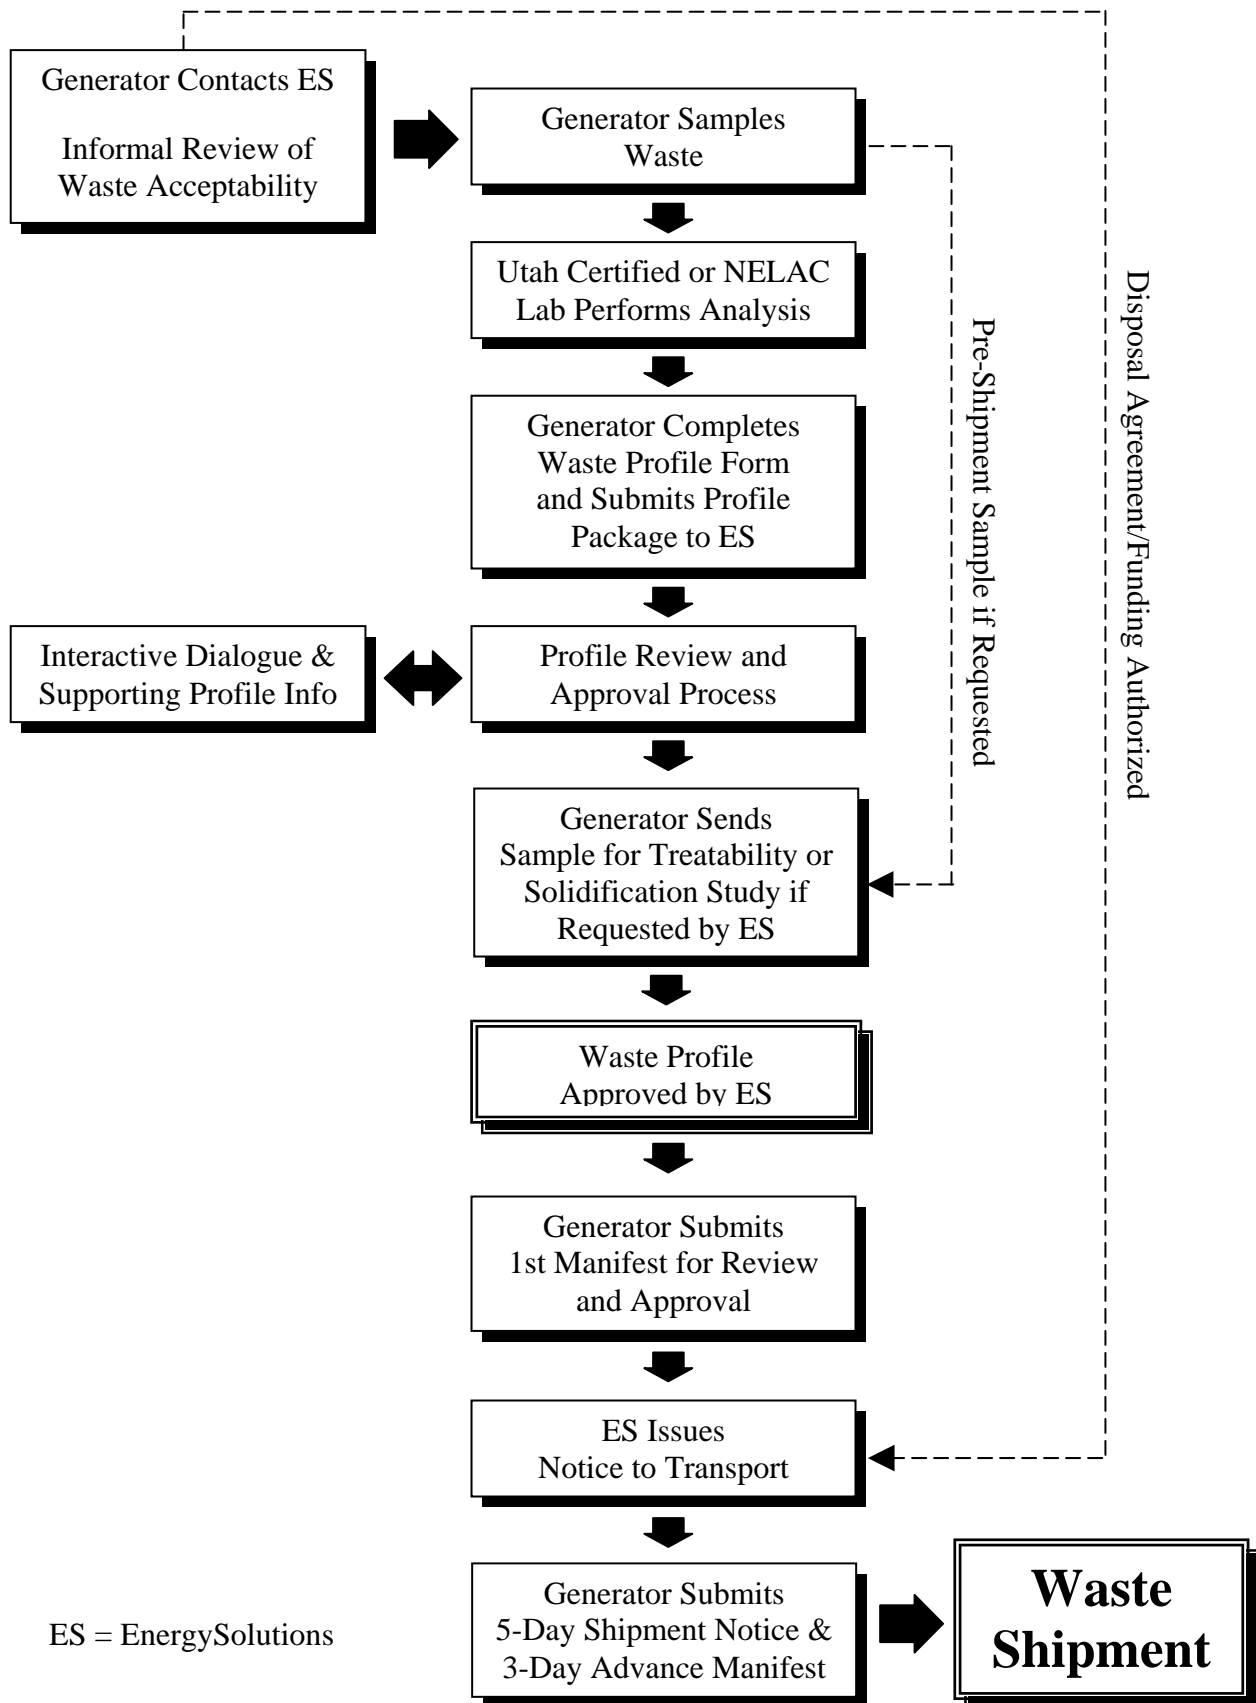 Generator Contacts ES
Informal Review of
Waste Acceptability
Generator Samples
Waste
Utah Certified or NELAC
Lab Performs Analysis
Generator Completes
Waste Profile Form
and Submits Profile
Package to ES
Interactive Dialogue &
Supporting Profile Info
Profile Review and
Approval Process
Generator Sends
Sample for Treatability or
Solidification Study if
Requested by ES
Pre-Shipment Sample if Requested
Disposal Agreement/Funding Authorized
Waste Profile
Approved by ES
Generator Submits
1st Manifest for Review
and Approval
ES Issues
Notice to Transport
Generator Submits
5-Day Shipment Notice &
3-Day Advance Manifest
Waste
Shipment
ES = EnergySolutions